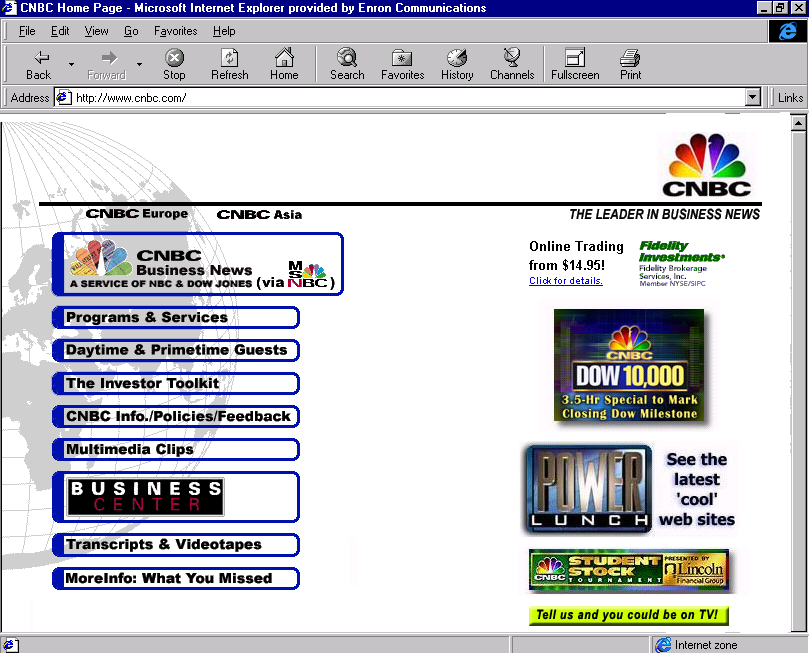 CNBC Home Page - Microsoft Internet Explorer provided by Enron Communications
File Edit View Go Favorites Help
Back Forward Stop Refresh Home Search Favorites History Channels Fullscreen Print
Address http://www.cnbc.com/ Links
CNBC
CNBC Europe CNBC Asia
THE LEADER IN BUSINESS NEWS
WALL STREET
CNBC
Business News
A SERVICE OF NBC & DOW JONES (via MSNBC)
Programs & Services
Daytime & Primetime Guests
The Investor Toolkit
CNBC Info./Policies/Feedback
Multimedia Clips
BUSINESS
CENTER
Transcripts & Videotapes
MoreInfo: What You Missed
Online Trading
from $14.95!
Click for details.
Fidelity
Investments
Fidelity Brokerage
Services, Inc.
Member NYSE/SIPC
CNBC
DOW 10,000
3.5-Hr Special to Mark
Closing Dow Milestone
POWER
LUNCH
See the
latest
'cool'
web sites
CNBC
STUDENT
STOCK
TOURNAMENT
PRESENTED BY
Lincoln
Financial Group
Tell us and you could be on TV!
Internet zone